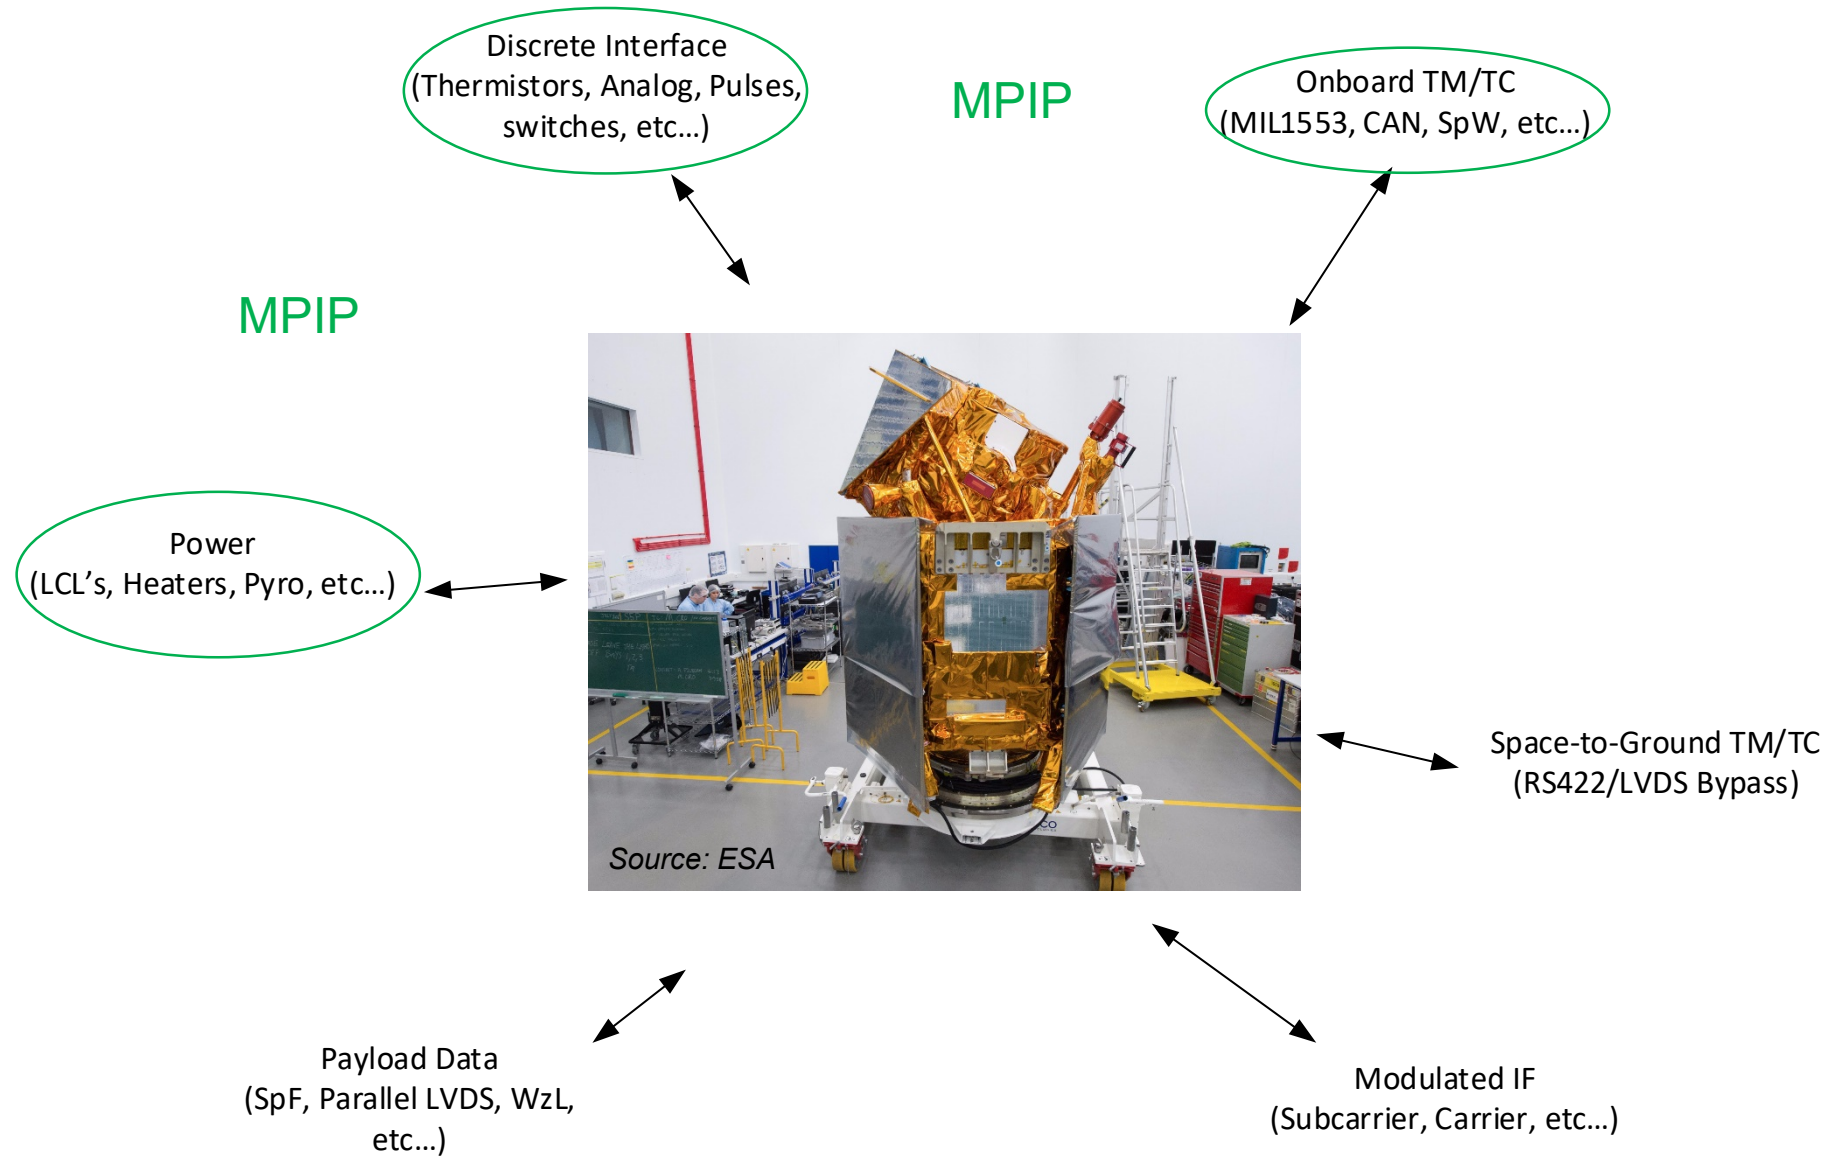 Discrete Interface
(Thermistors, Analog, Pulses,
switches, etc...)
MPIP
Onboard TM/TC
(MIL1553, CAN, SpW, etc...)
MPIP
Power
(LCL's, Heaters, Pyro, etc...)
Space-to-Ground TM/TC
(RS422/LVDS Bypass)
Source: ESA
Payload Data
(SpF, Parallel LVDS, WzL,
etc...)
Modulated IF
(Subcarrier, Carrier, etc...)